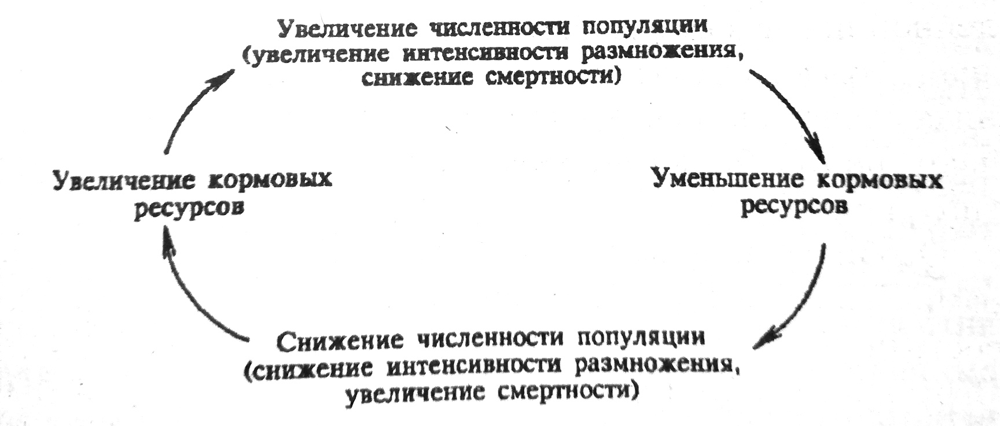 Увеличение численности популяции
(увеличение интенсивности размножения,
снижение смертности)
Увеличение кормовых
ресурсов
Уменьшение кормовых
ресурсов
Снижение численности популяции
(снижение интенсивности размножения,
увеличение смертности)